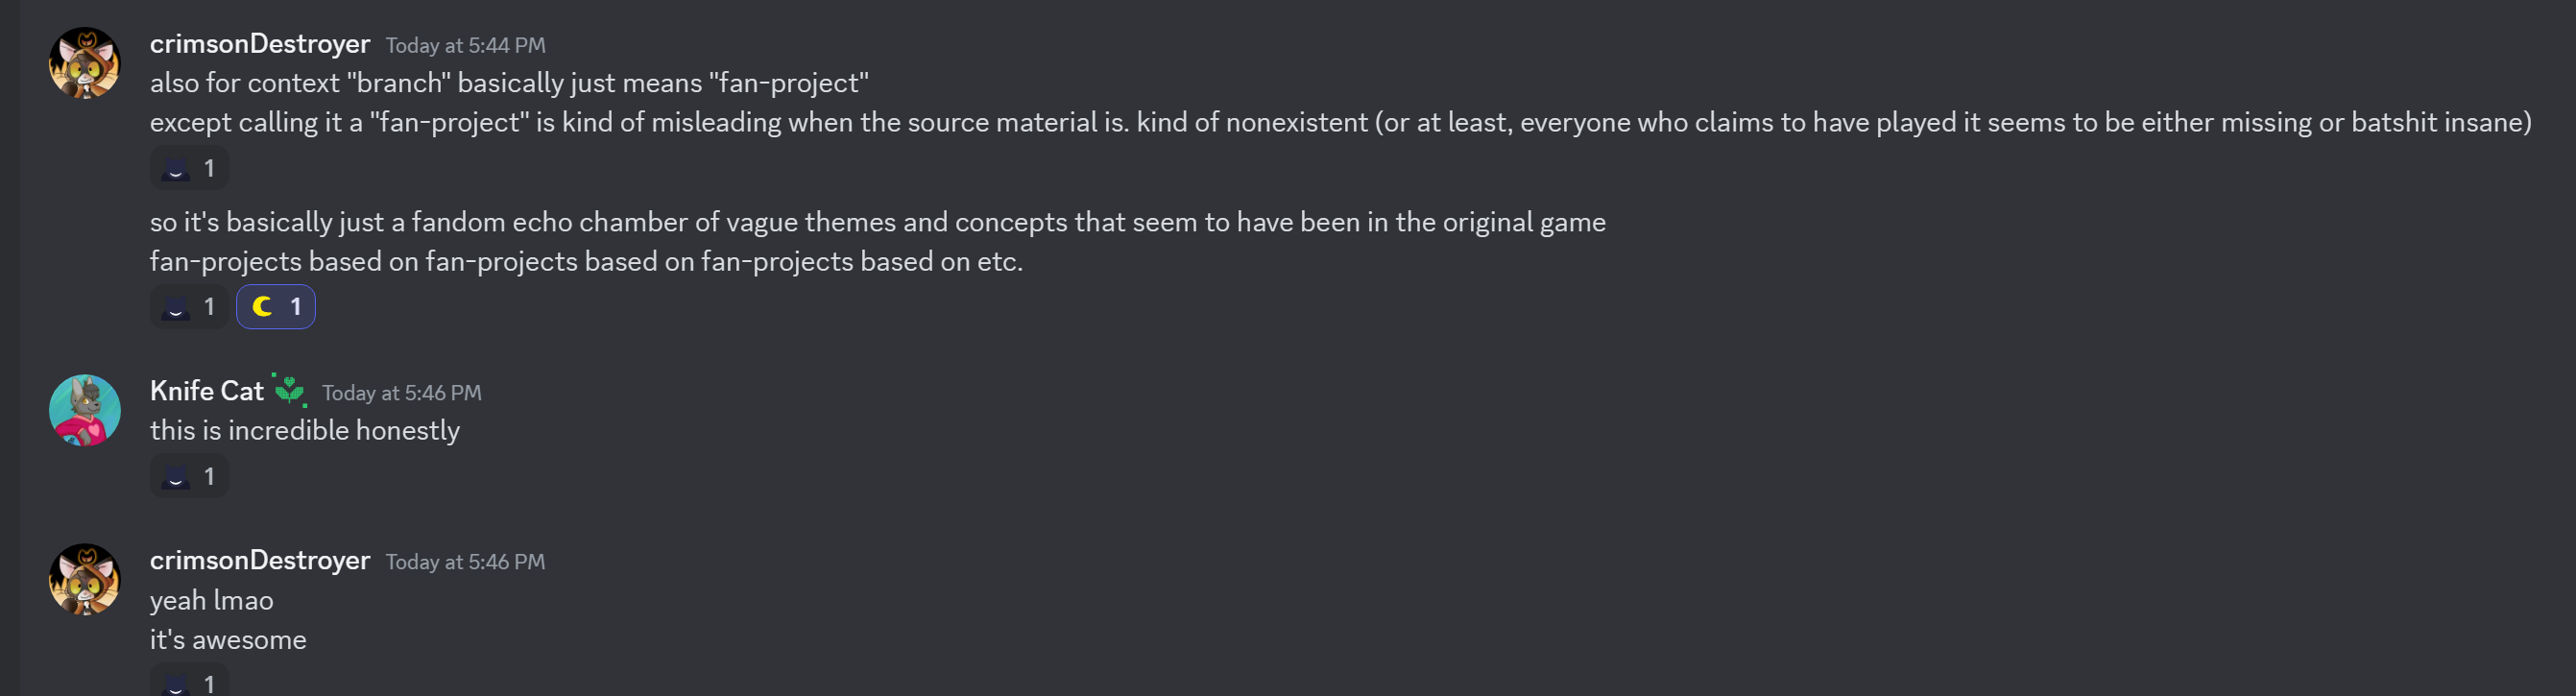 crimsonDestroyer Today at 5:44 PM
also for context "branch" basically just means "fan-project"
except calling it a "fan-project" is kind of misleading when the source material is. kind of nonexistent (or at least, everyone who claims to have played it seems to be either missing or batshit insane)
1
so it's basically just a fandom echo chamber of vague themes and concepts that seem to have been in the original game
fan-projects based on fan-projects based on fan-projects based on etc.
1 1
Knife Cat Today at 5:46 PM
this is incredible honestly
1
crimsonDestroyer Today at 5:46 PM
yeah lmao
it's awesome
1